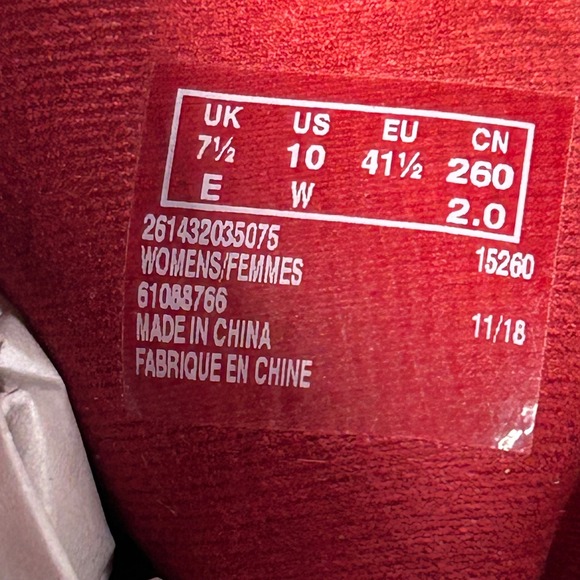 UK US EU CN
7½ 10 41½ 260
E W 2.0
261432035075
WOMENS/FEMMES 15260
61088766
MADE IN CHINA 11/18
FABRIQUE EN CHINE